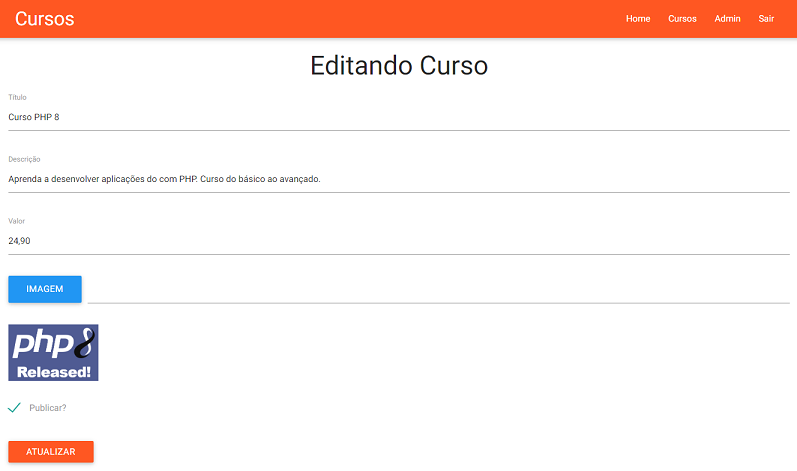 Cursos
Home Cursos Admin Sair
Editando Curso
Título
Curso PHP 8
Descrição
Aprenda a desenvolver aplicações do com PHP. Curso do básico ao avançado.
Valor
24,90
IMAGEM
php8
Released!
Publicar?
ATUALIZAR